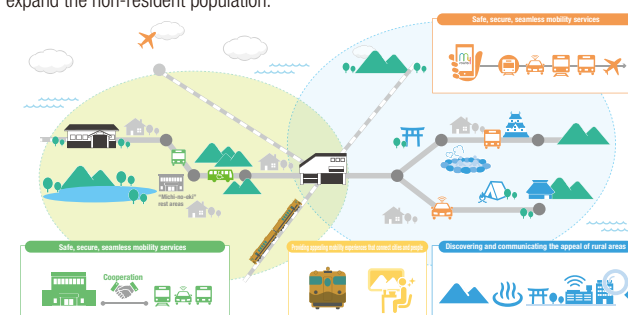 expand the non-resident population.
Safe, secure, seamless mobility services
"Michi-no-eki"
rest areas
Safe, secure, seamless mobility services
Cooperation
Providing appealing mobility experiences that connect cities and people
Discovering and communicating the appeal of rural areas